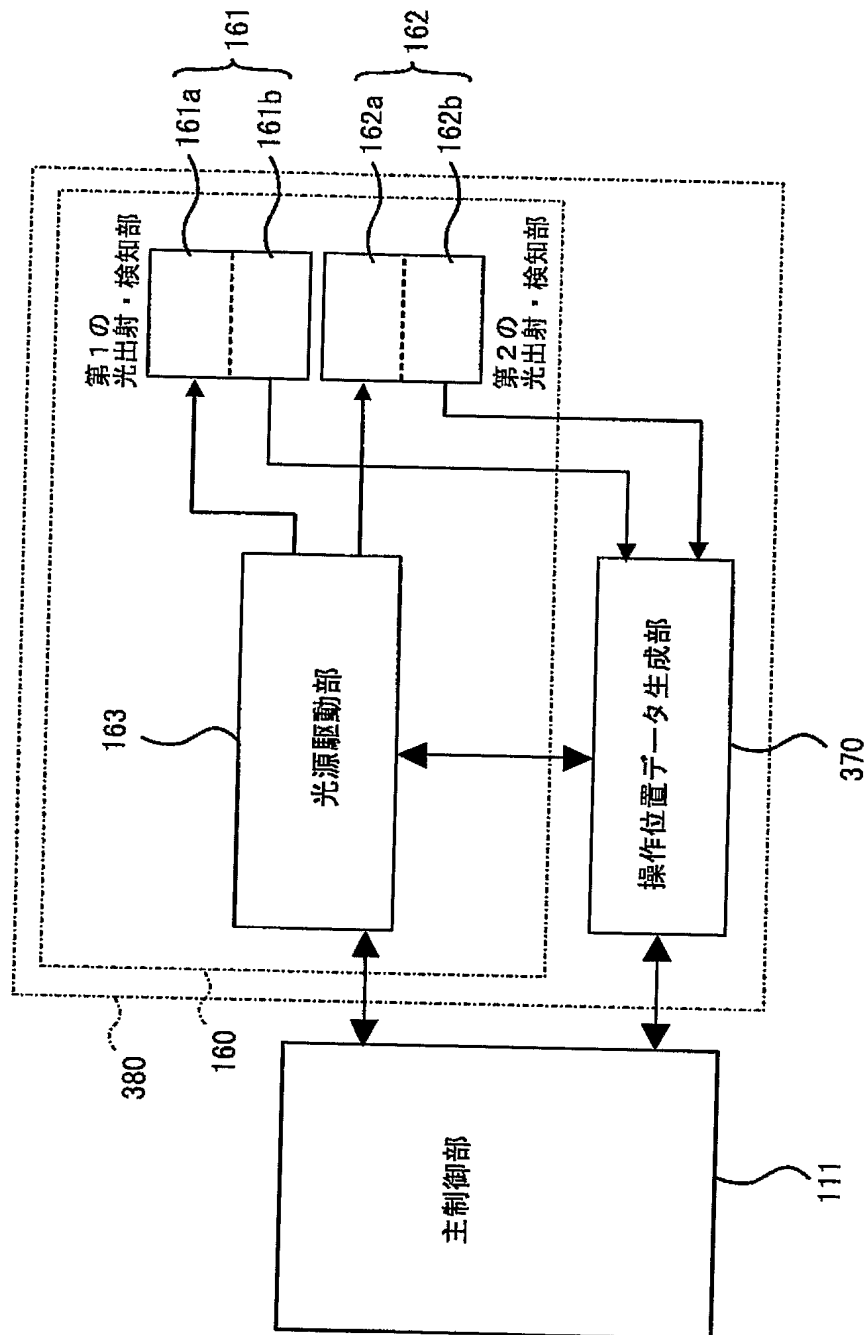 161
161a
161b
162
162a
162b
第１の
光出射・検知部
第２の
光出射・検知部
163
光源駆動部
操作位置データ生成部
370
380
160
主制御部
111